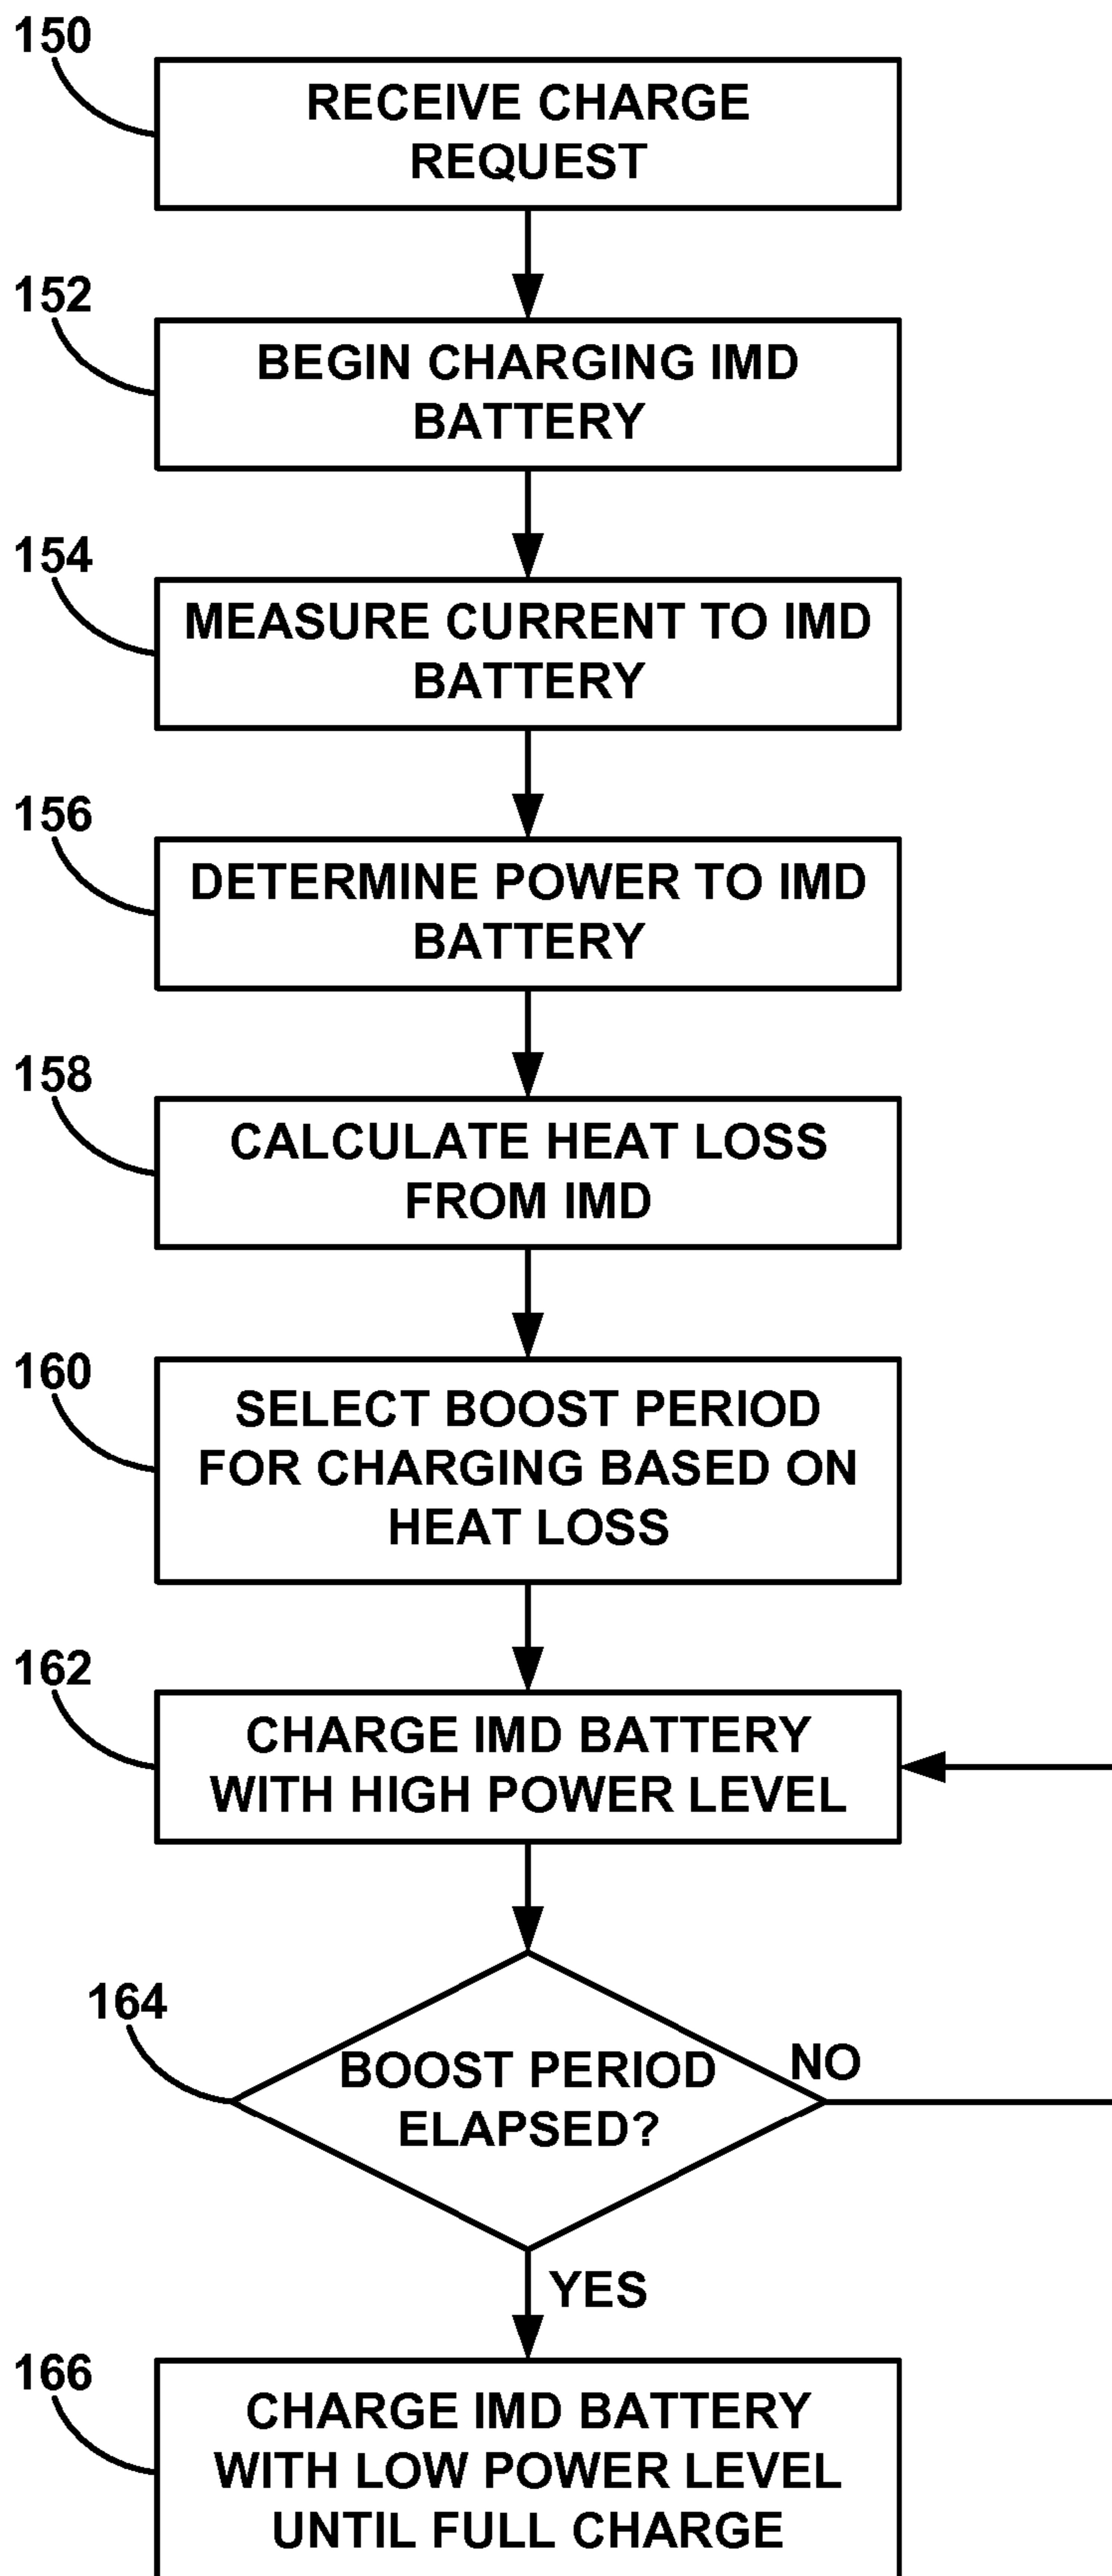 150
RECEIVE CHARGE
REQUEST
152
BEGIN CHARGING IMD
BATTERY
154
MEASURE CURRENT TO IMD
BATTERY
156
DETERMINE POWER TO IMD
BATTERY
158
CALCULATE HEAT LOSS
FROM IMD
160
SELECT BOOST PERIOD
FOR CHARGING BASED ON
HEAT LOSS
162
CHARGE IMD BATTERY
WITH HIGH POWER LEVEL
164
BOOST PERIOD
ELAPSED?
NO
YES
166
CHARGE IMD BATTERY
WITH LOW POWER LEVEL
UNTIL FULL CHARGE